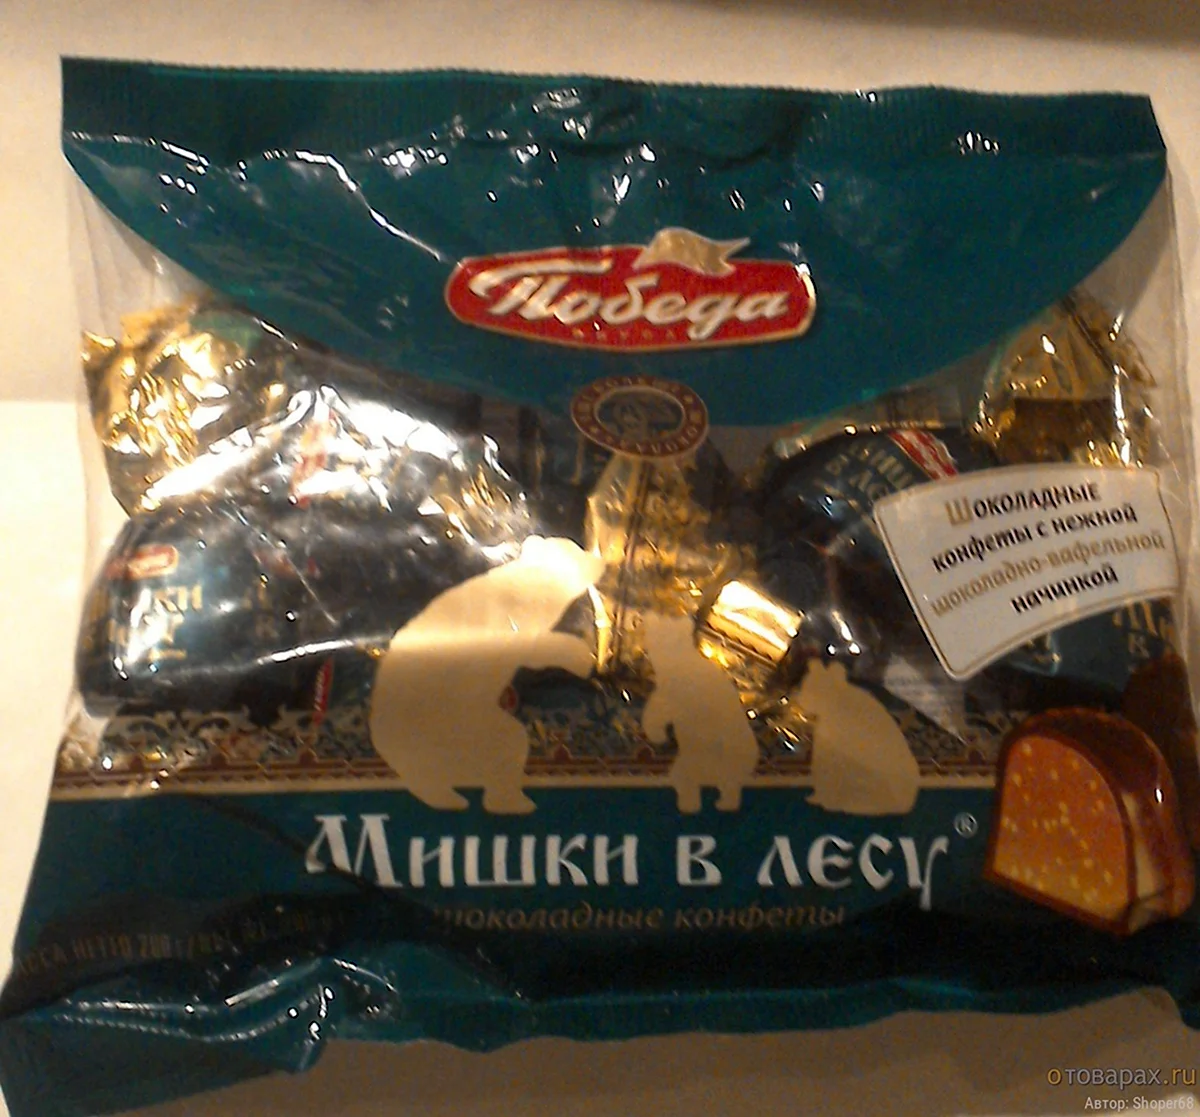 Победа
Шоколадные
конфеты с нежной
шоколадно-вафельной
начинкой
Мишки в лесу®
шоколадные конфеты
отоварах.ru
Автор: Shoper68